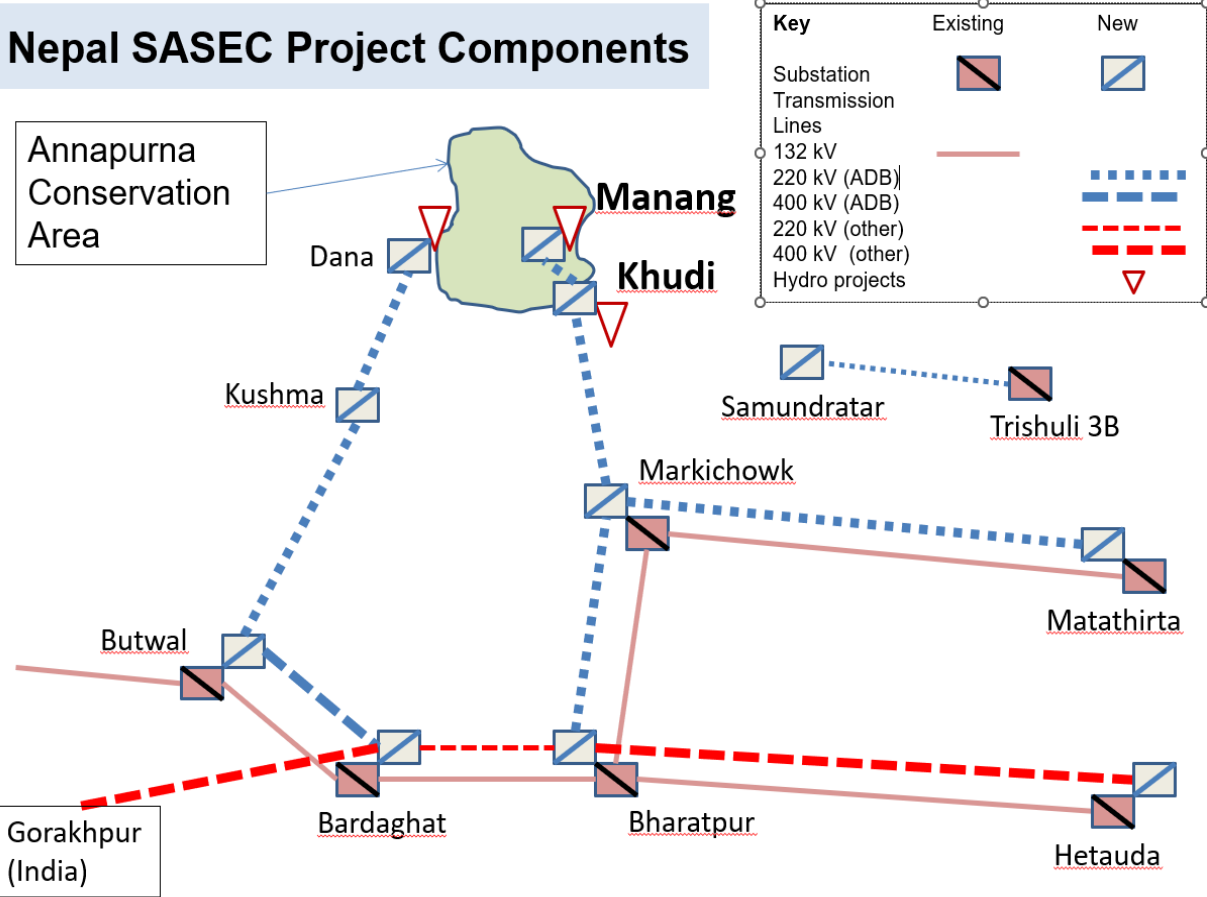 Nepal SASEC Project Components
Key Existing New
Substation
Transmission
Lines
132 kV
220 kV (ADB)
400 kV (ADB)
220 kV (other)
400 kV (other)
Hydro projects
Annapurna
Conservation
Area
Manang
Dana
Khudi
Kushma
Samundratar
Trishuli 3B
Markichowk
Matathirta
Butwal
Bardaghat
Bharatpur
Hetauda
Gorakhpur
(India)